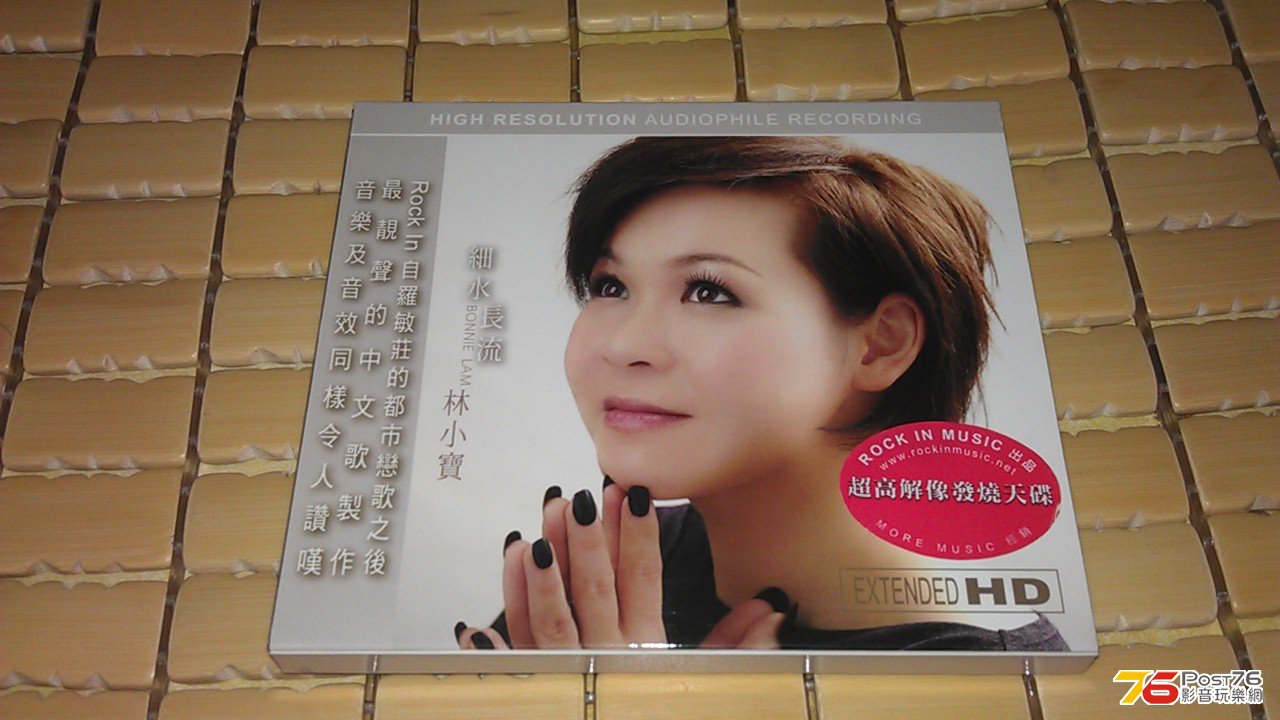 HIGH RESOLUTION AUDIOPHILE RECORDING
Rock In 自羅敏莊的都市戀歌之後
最靚聲的中文歌製作
音樂及音效同樣令人讚嘆
細水長流
BONNIE LAM
林小寶
ROCK IN MUSIC 出品
www.rockinmusic.net
超高解像發燒天碟
MORE MUSIC 經銷
EXTENDED HD
76 POST76
影音玩樂網